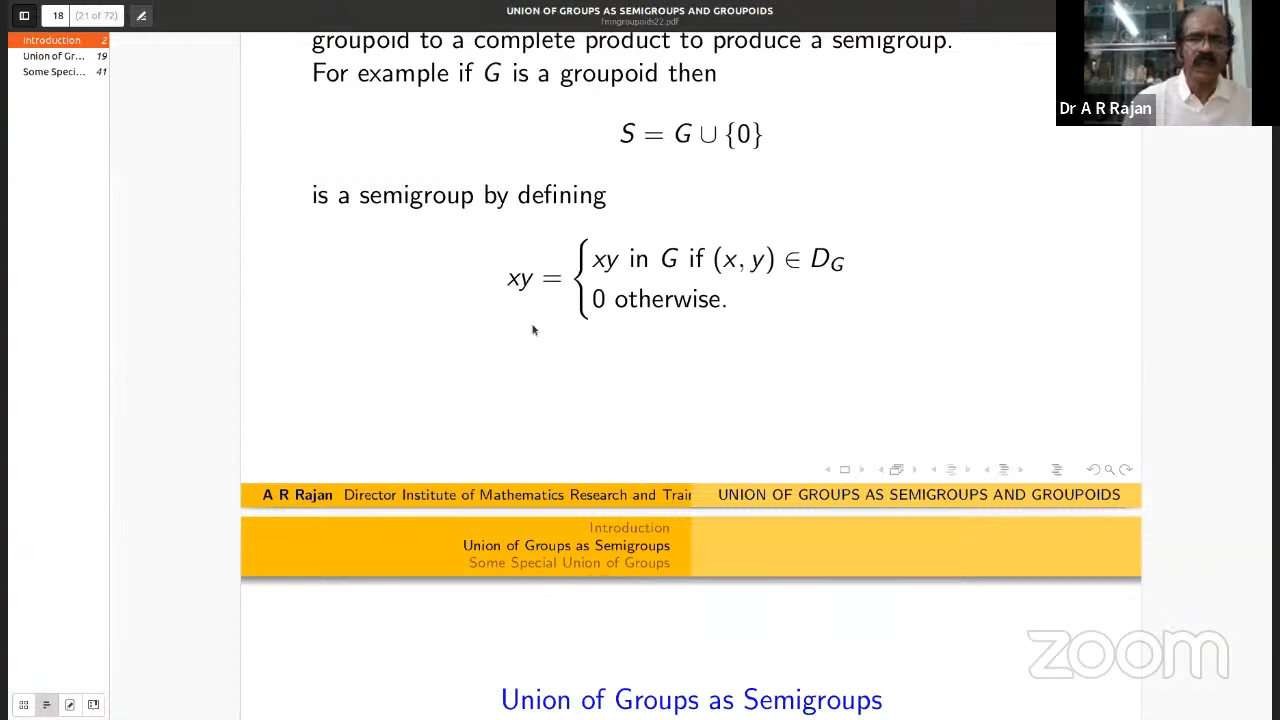 18 (21 of 72)
UNION OF GROUPS AS SEMIGROUPS AND GROUPOIDS
fmngroupoids22.pdf
Introduction 2
Union of Gr... 19
Some Speci... 41
groupoid to a complete product to produce a semigroup.
For example if G is a groupoid then
S = G ∪ {0}
is a semigroup by defining
xy = { xy in G if (x, y) ∈ D_G
0 otherwise.
Dr A R Rajan
A R Rajan Director Institute of Mathematics Research and Trai UNION OF GROUPS AS SEMIGROUPS AND GROUPOIDS
Introduction
Union of Groups as Semigroups
Some Special Union of Groups
zoom
Union of Groups as Semigroups